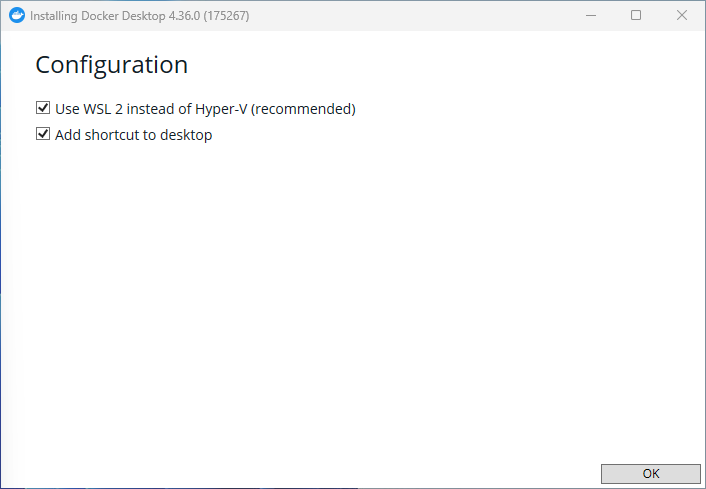 Installing Docker Desktop 4.36.0 (175267)
Configuration
Use WSL 2 instead of Hyper-V (recommended)
Add shortcut to desktop
OK